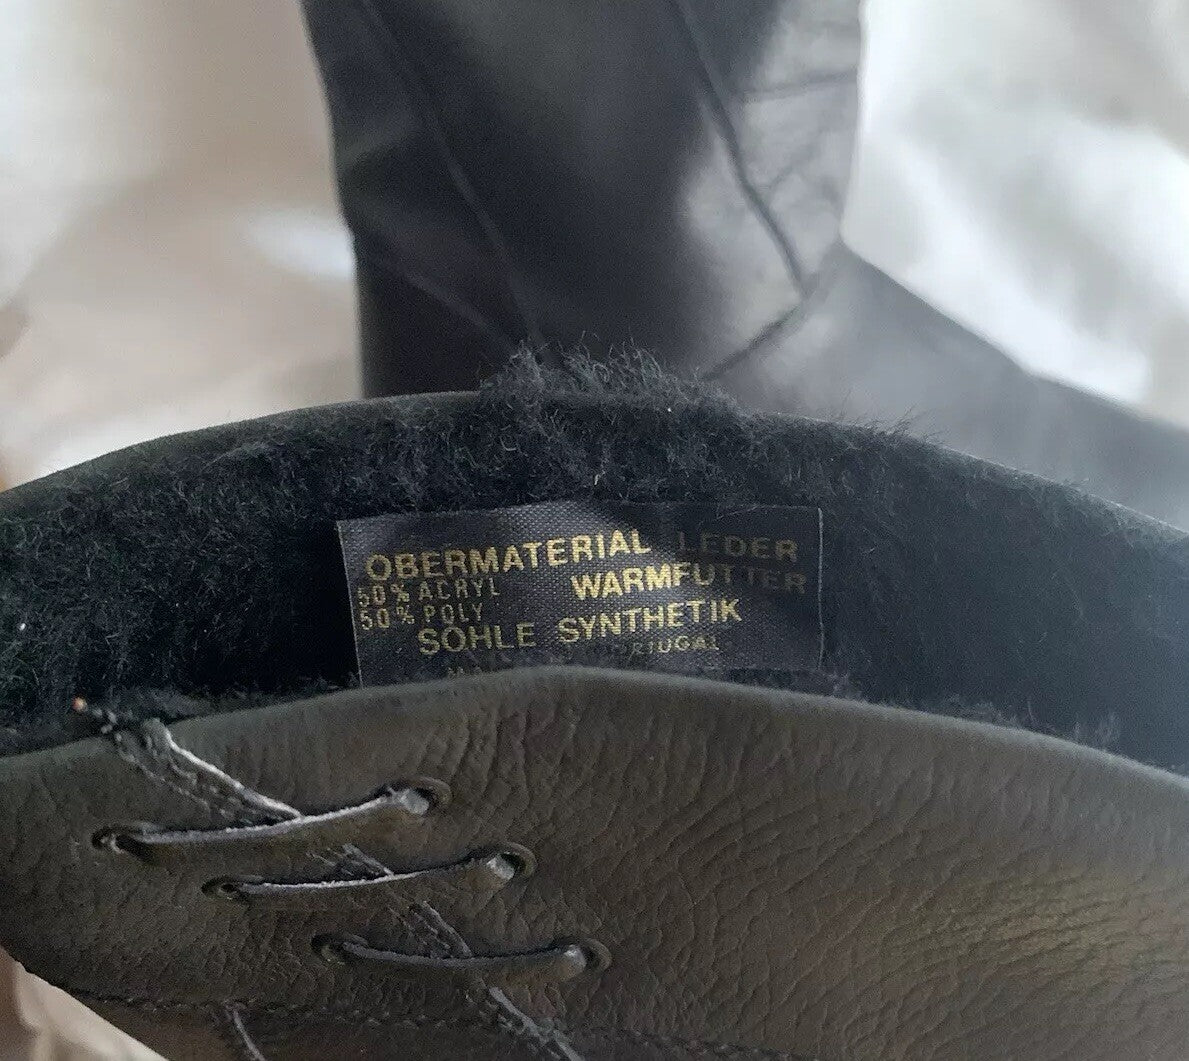 OBERMATERIAL LEDER
50% ACRYL WARMFUTTER
50% POLY
SOHLE SYNTHETIK